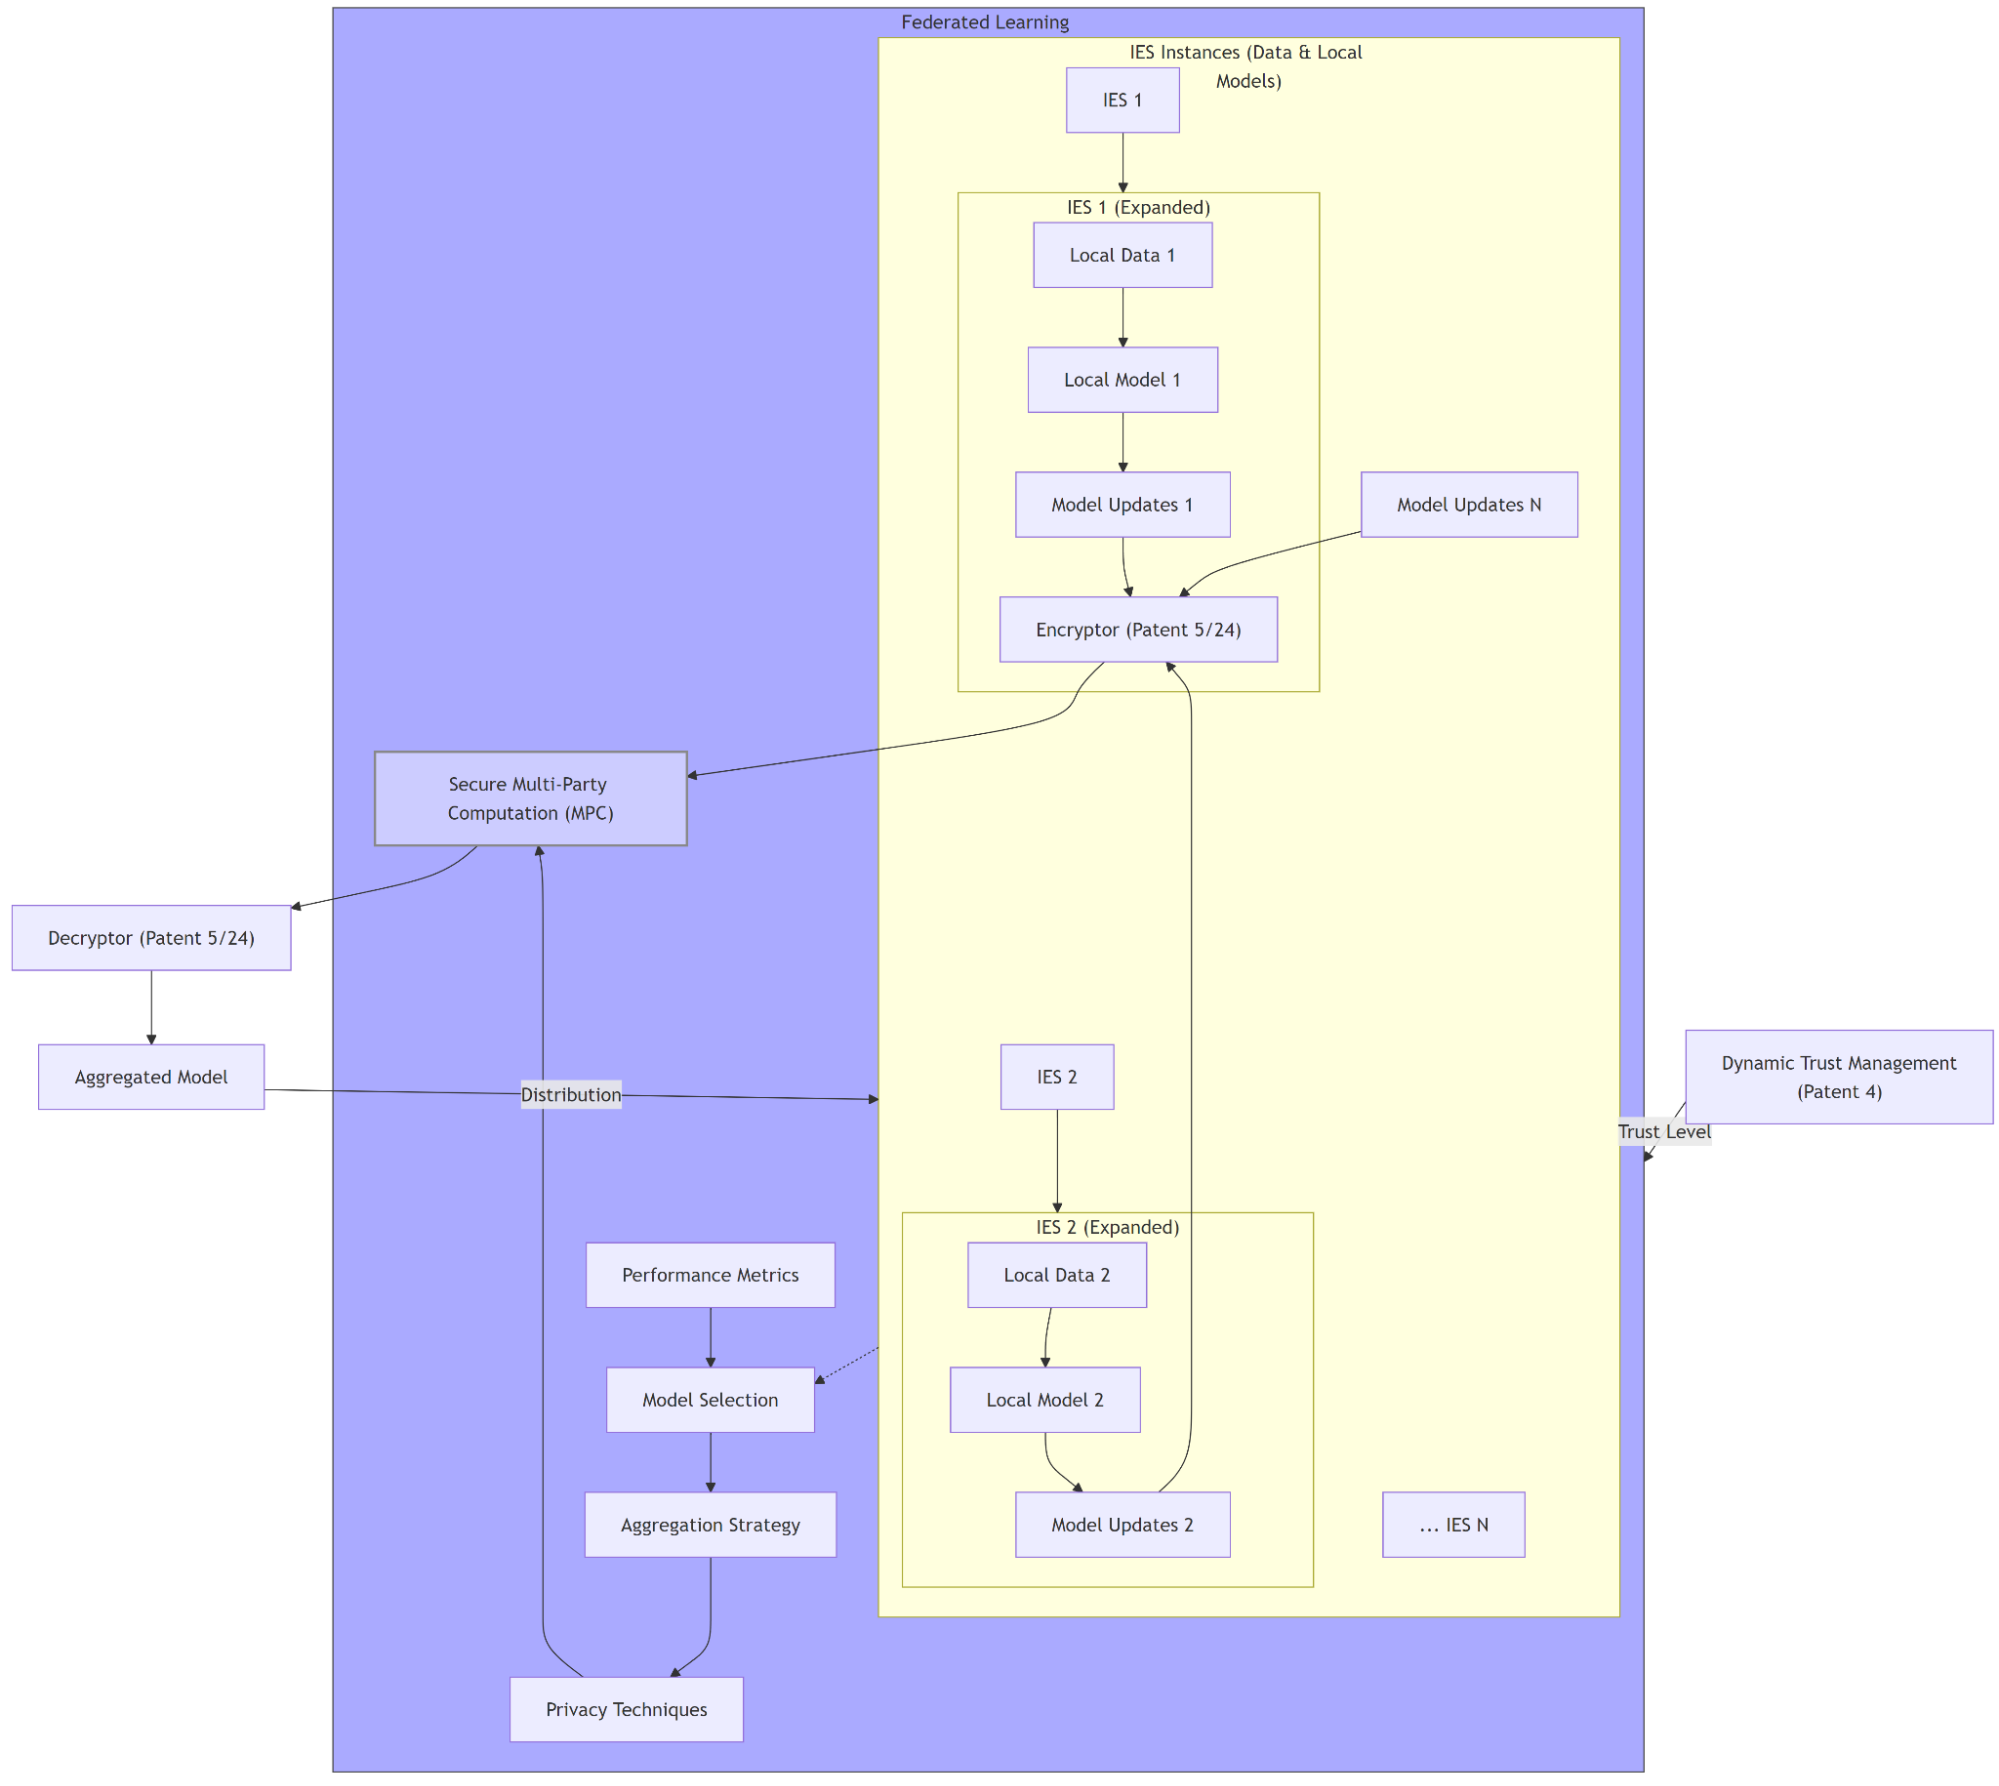 Federated Learning
IES Instances (Data & Local
Models)
IES 1
IES 1 (Expanded)
Local Data 1
Local Model 1
Model Updates 1
Model Updates N
Encryptor (Patent 5/24)
Secure Multi-Party
Computation (MPC)
Decryptor (Patent 5/24)
Aggregated Model
Distribution
IES 2
Dynamic Trust Management
(Patent 4)
Trust Level
IES 2 (Expanded)
Performance Metrics
Local Data 2
Model Selection
Local Model 2
Aggregation Strategy
Model Updates 2
... IES N
Privacy Techniques